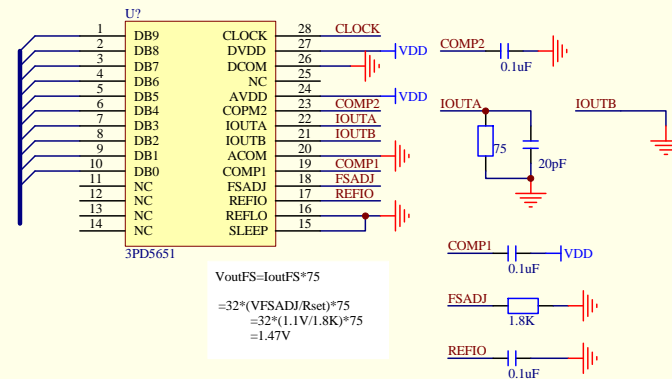 U?
1 DB9 CLOCK 28 CLOCK
2 DB8 DVDD 27 VDD
3 DB7 DCOM 26
4 DB6 NC 25
5 DB5 AVDD 24 VDD
6 DB4 COPM2 23 COMP2
7 DB3 IOUTA 22 IOUTA
8 DB2 IOUTB 21 IOUTB
9 DB1 ACOM 20
10 DB0 COMP1 19 COMP1
11 NC FSADJ 18 FSADJ
12 NC REFIO 17 REFIO
13 NC REFLO 16
14 NC SLEEP 15
3PD5651
COMP2
0.1uF
IOUTA
75
20pF
IOUTB
COMP1
0.1uF
VDD
FSADJ
1.8K
REFIO
0.1uF
VoutFS=IoutFS*75
=32*(VFSADJ/Rset)*75
=32*(1.1V/1.8K)*75
=1.47V